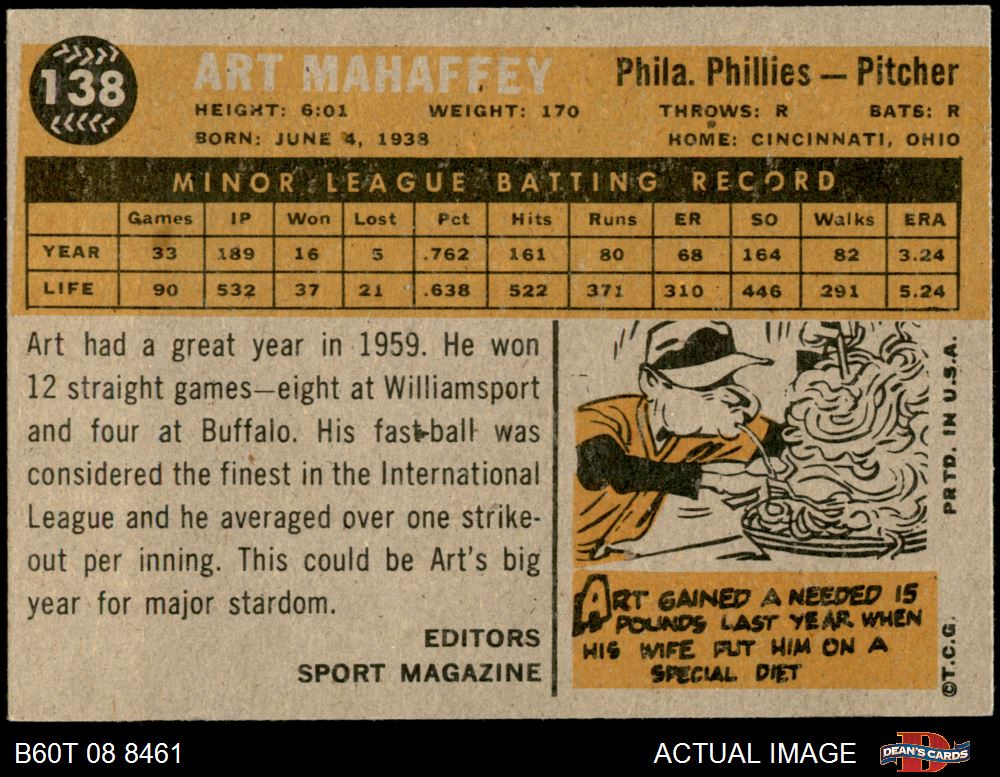 138
ART MAHAFFEY Phila. Phillies — Pitcher
HEIGHT: 6:01 WEIGHT: 170 THROWS: R BATS: R
BORN: JUNE 4, 1938 HOME: CINCINNATI, OHIO
MINOR LEAGUE BATTING RECORD
Games IP Won Lost Pct Hits Runs ER SO Walks ERA
YEAR 33 189 16 5 .762 161 80 68 164 82 3.24
LIFE 90 532 37 21 .638 522 371 310 446 291 5.24
Art had a great year in 1959. He won
12 straight games—eight at Williamsport
and four at Buffalo. His fast-ball was
considered the finest in the International
League and he averaged over one strike-
out per inning. This could be Art's big
year for major stardom.
EDITORS
SPORT MAGAZINE
ART GAINED A NEEDED 15
POUNDS LAST YEAR WHEN
HIS WIFE PUT HIM ON A
SPECIAL DIET
PRTD. IN U.S.A.
©T.C.G.
B60T 08 8461 ACTUAL IMAGE DEAN'S CARDS